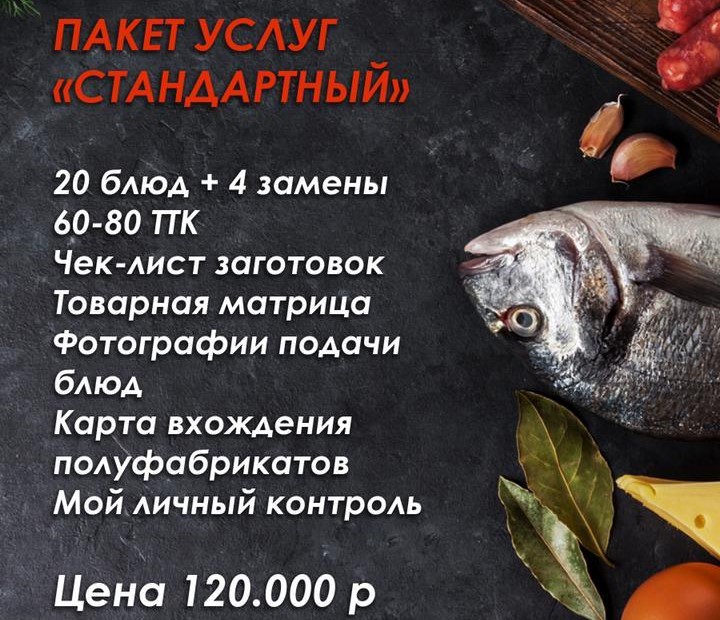 ПАКЕТ УСЛУГ
«СТАНДАРТНЫЙ»
20 блюд + 4 замены
60-80 ТТК
Чек-лист заготовок
Товарная матрица
Фотографии подачи
блюд
Карта вхождения
полуфабрикатов
Мой личный контроль
Цена 120.000 р